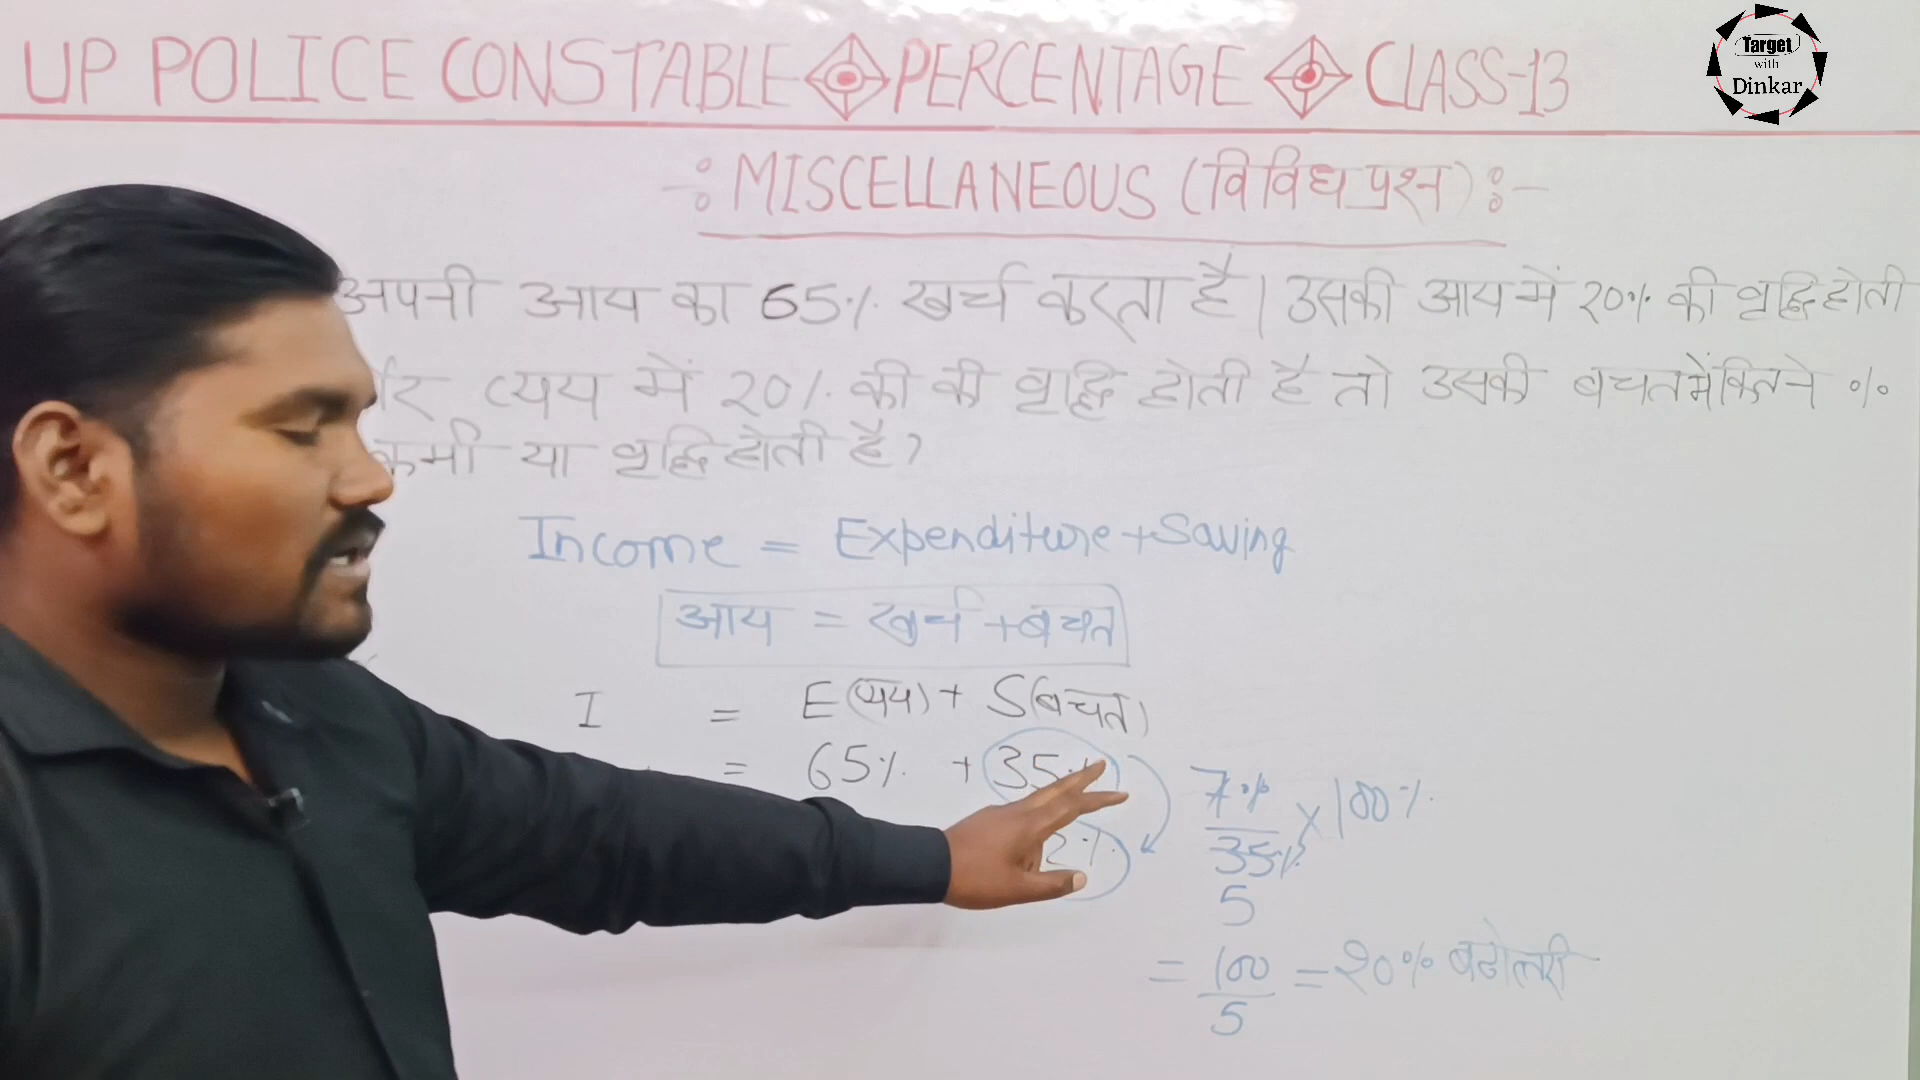 UP POLICE CONSTABLE PERCENTAGE CLASS-13
Target
with
Dinkar
-: MISCELLANEOUS (विविध प्रश्न) :-
अपनी आय का 65% खर्च करता है। उसकी आय में 20% की वृद्धि होती
और व्यय में 20% की की वृद्धि होती है तो उसकी बचत में कितने %
कमी या वृद्धि होती है?
Income = Expenditure + Saving
आय = खर्च + बचत
I = E (व्यय) + S (बचत)
= 65% + 35%
2%
7% / 35% × 100%
5
= 100 / 5 = 20% बढोत्तरी